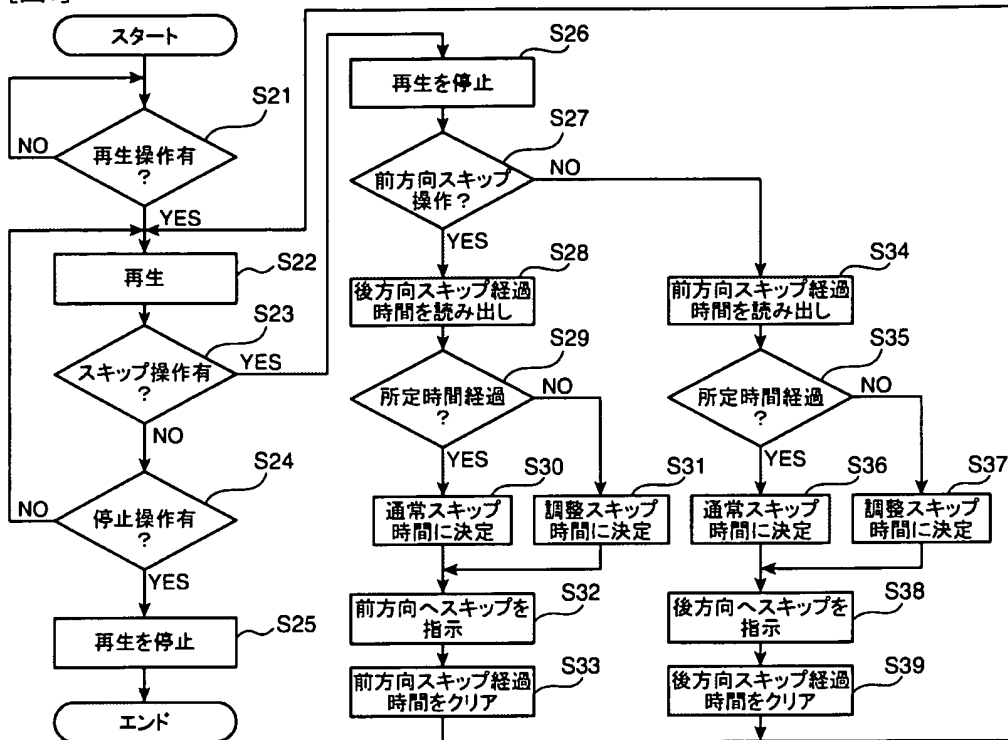 スタート
S21
NO
再生操作有
?
YES
再生
S22
S23
スキップ操作有
?
YES
NO
S24
停止操作有
?
NO
YES
再生を停止
S25
エンド
S26
再生を停止
S27
前方向スキップ
操作?
NO
YES
S28
後方向スキップ経過
時間を読み出し
S29
所定時間経過
?
NO
YES
S30
通常スキップ
時間に決定
S31
調整スキップ
時間に決定
S32
前方向へスキップを
指示
S33
前方向スキップ経過
時間をクリア
S34
前方向スキップ経過
時間を読み出し
S35
所定時間経過
?
NO
YES
S36
通常スキップ
時間に決定
S37
調整スキップ
時間に決定
S38
後方向へスキップを
指示
S39
後方向スキップ経過
時間をクリア